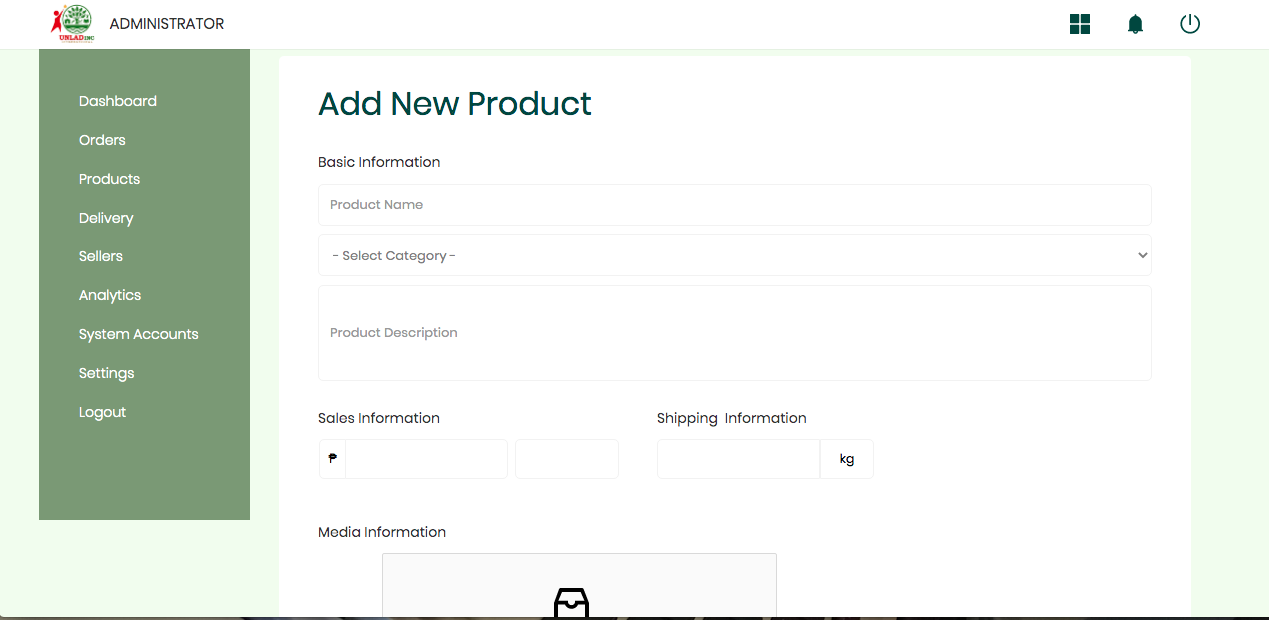 UNLAD INC
ADMINISTRATOR
Dashboard
Orders
Products
Delivery
Sellers
Analytics
System Accounts
Settings
Logout
Add New Product
Basic Information
Product Name
- Select Category -
Product Description
Sales Information
Shipping Information
₱
kg
Media Information